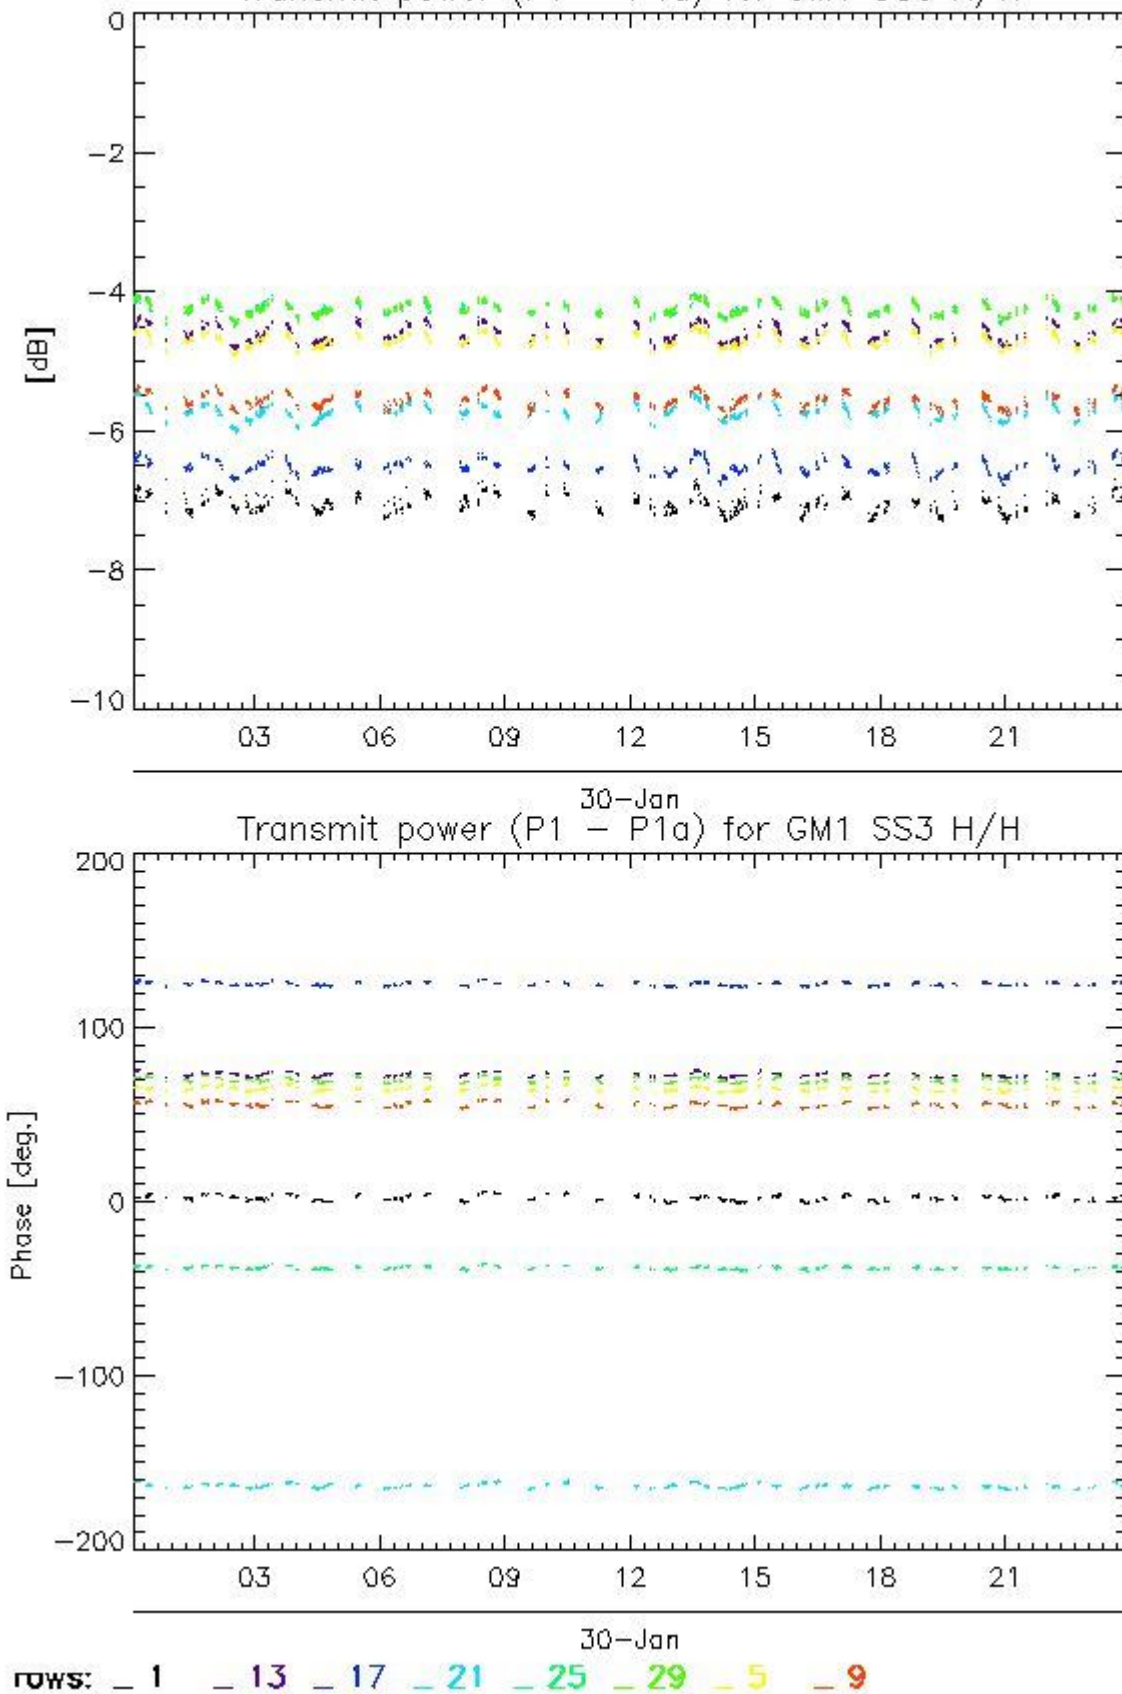 0
-2
-4
[dB]
-6
-8
-10
03 06 09 12 15 18 21
30-Jan
Transmit power (P1 - P1a) for GM1 SS3 H/H
200
100
Phase [deg.]
0
-100
-200
03 06 09 12 15 18 21
30-Jan
rows: _ 1 _ 13 _ 17 _ 21 _ 25 _ 29 _ 5 _ 9